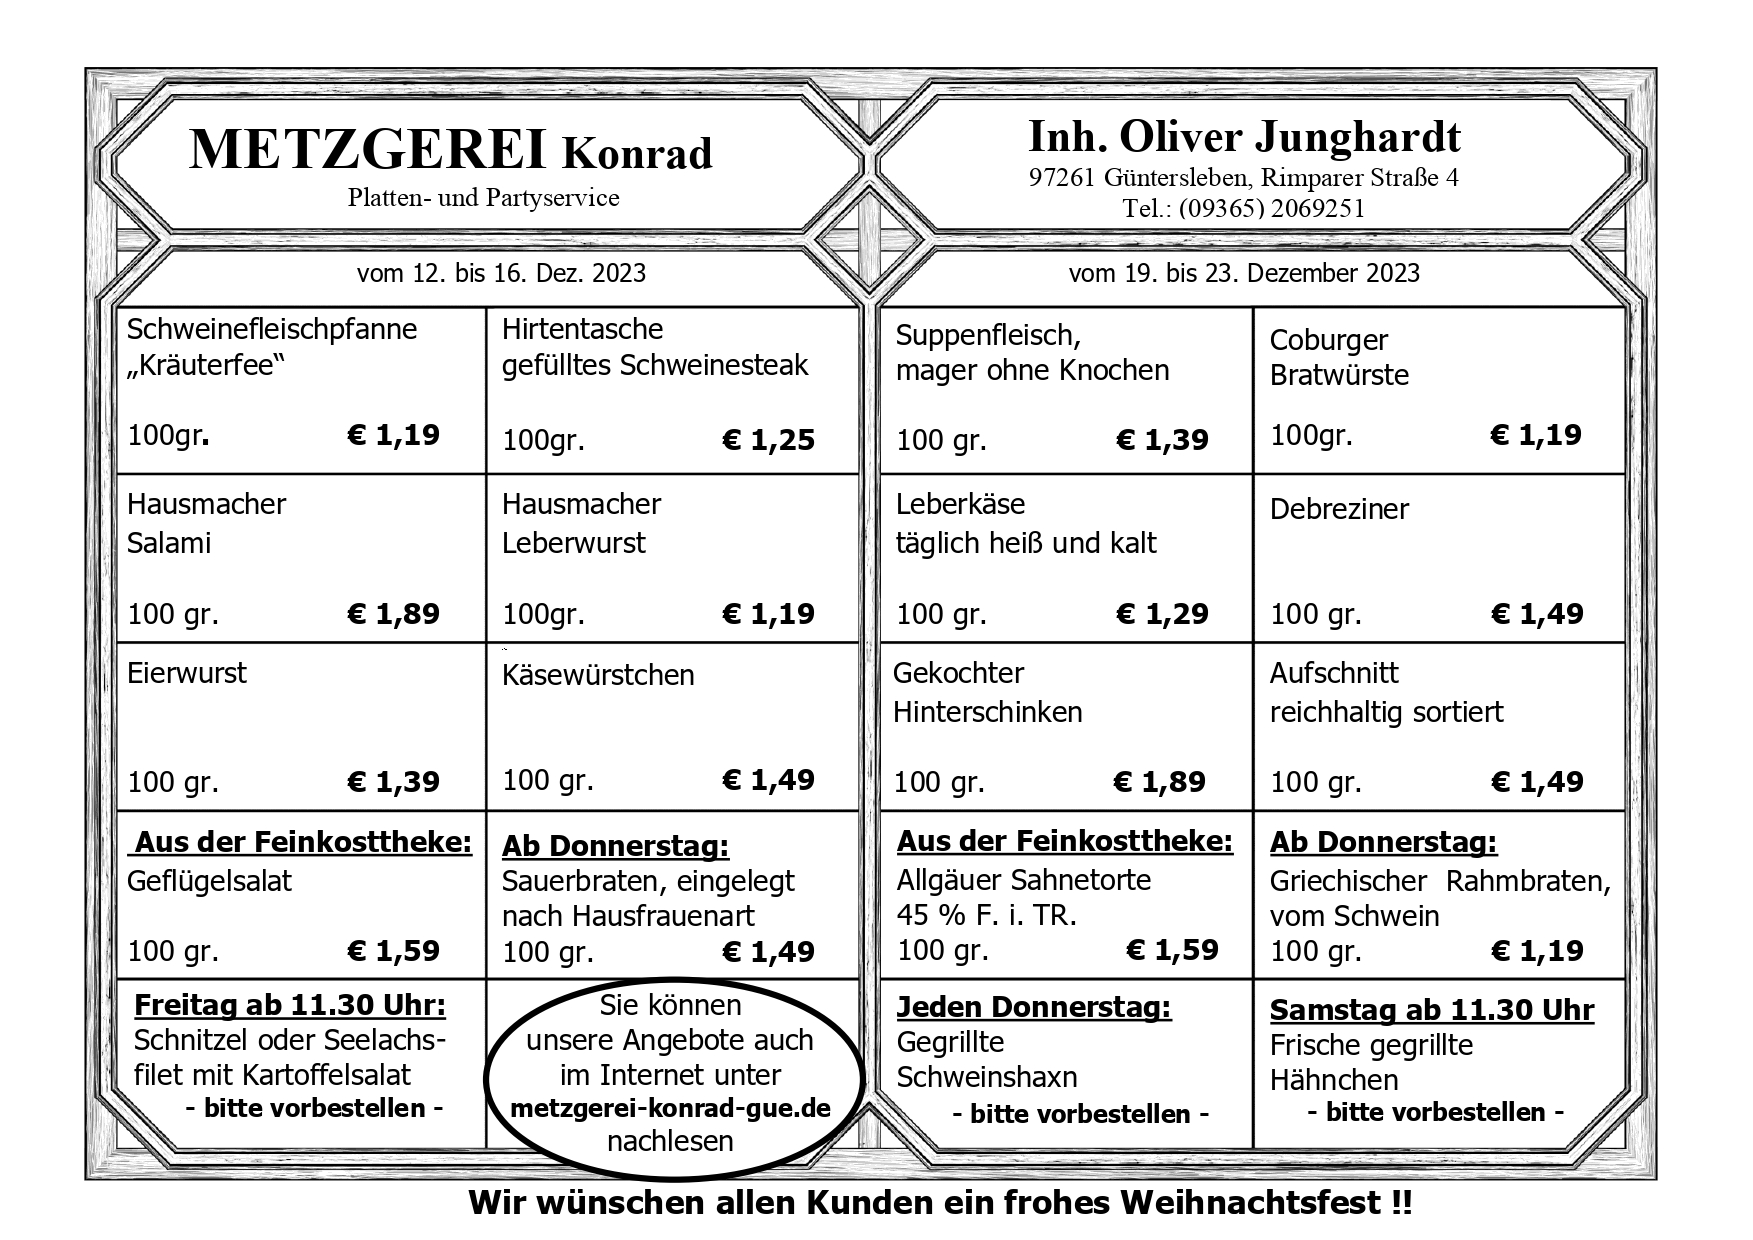 METZGEREI Konrad
Platten- und Partyservice
Inh. Oliver Junghardt
97261 Güntersleben, Rimparer Straße 4
Tel.: (09365) 2069251
vom 12. bis 16. Dez. 2023
Schweinefleischpfanne
„Kräuterfee“
100gr. € 1,19
Hirtentasche
gefülltes Schweinesteak
100gr. € 1,25
Hausmacher
Salami
100 gr. € 1,89
Hausmacher
Leberwurst
100gr. € 1,19
Eierwurst
100 gr. € 1,39
Käsewürstchen
100 gr. € 1,49
Aus der Feinkosttheke:
Geflügelsalat
100 gr. € 1,59
Ab Donnerstag:
Sauerbraten, eingelegt
nach Hausfrauenart
100 gr. € 1,49
Freitag ab 11.30 Uhr:
Schnitzel oder Seelachs-
filet mit Kartoffelsalat
- bitte vorbestellen -
Sie können
unsere Angebote auch
im Internet unter
metzgerei-konrad-gue.de
nachlesen
vom 19. bis 23. Dezember 2023
Suppenfleisch,
mager ohne Knochen
100 gr. € 1,39
Coburger
Bratwürste
100gr. € 1,19
Leberkäse
täglich heiß und kalt
100 gr. € 1,29
Debreziner
100 gr. € 1,49
Gekochter
Hinterschinken
100 gr. € 1,89
Aufschnitt
reichhaltig sortiert
100 gr. € 1,49
Aus der Feinkosttheke:
Allgäuer Sahnetorte
45 % F. i. TR.
100 gr. € 1,59
Ab Donnerstag:
Griechischer Rahmbraten,
vom Schwein
100 gr. € 1,19
Jeden Donnerstag:
Gegrillte
Schweinshaxn
- bitte vorbestellen -
Samstag ab 11.30 Uhr
Frische gegrillte
Hähnchen
- bitte vorbestellen -
Wir wünschen allen Kunden ein frohes Weihnachtsfest !!